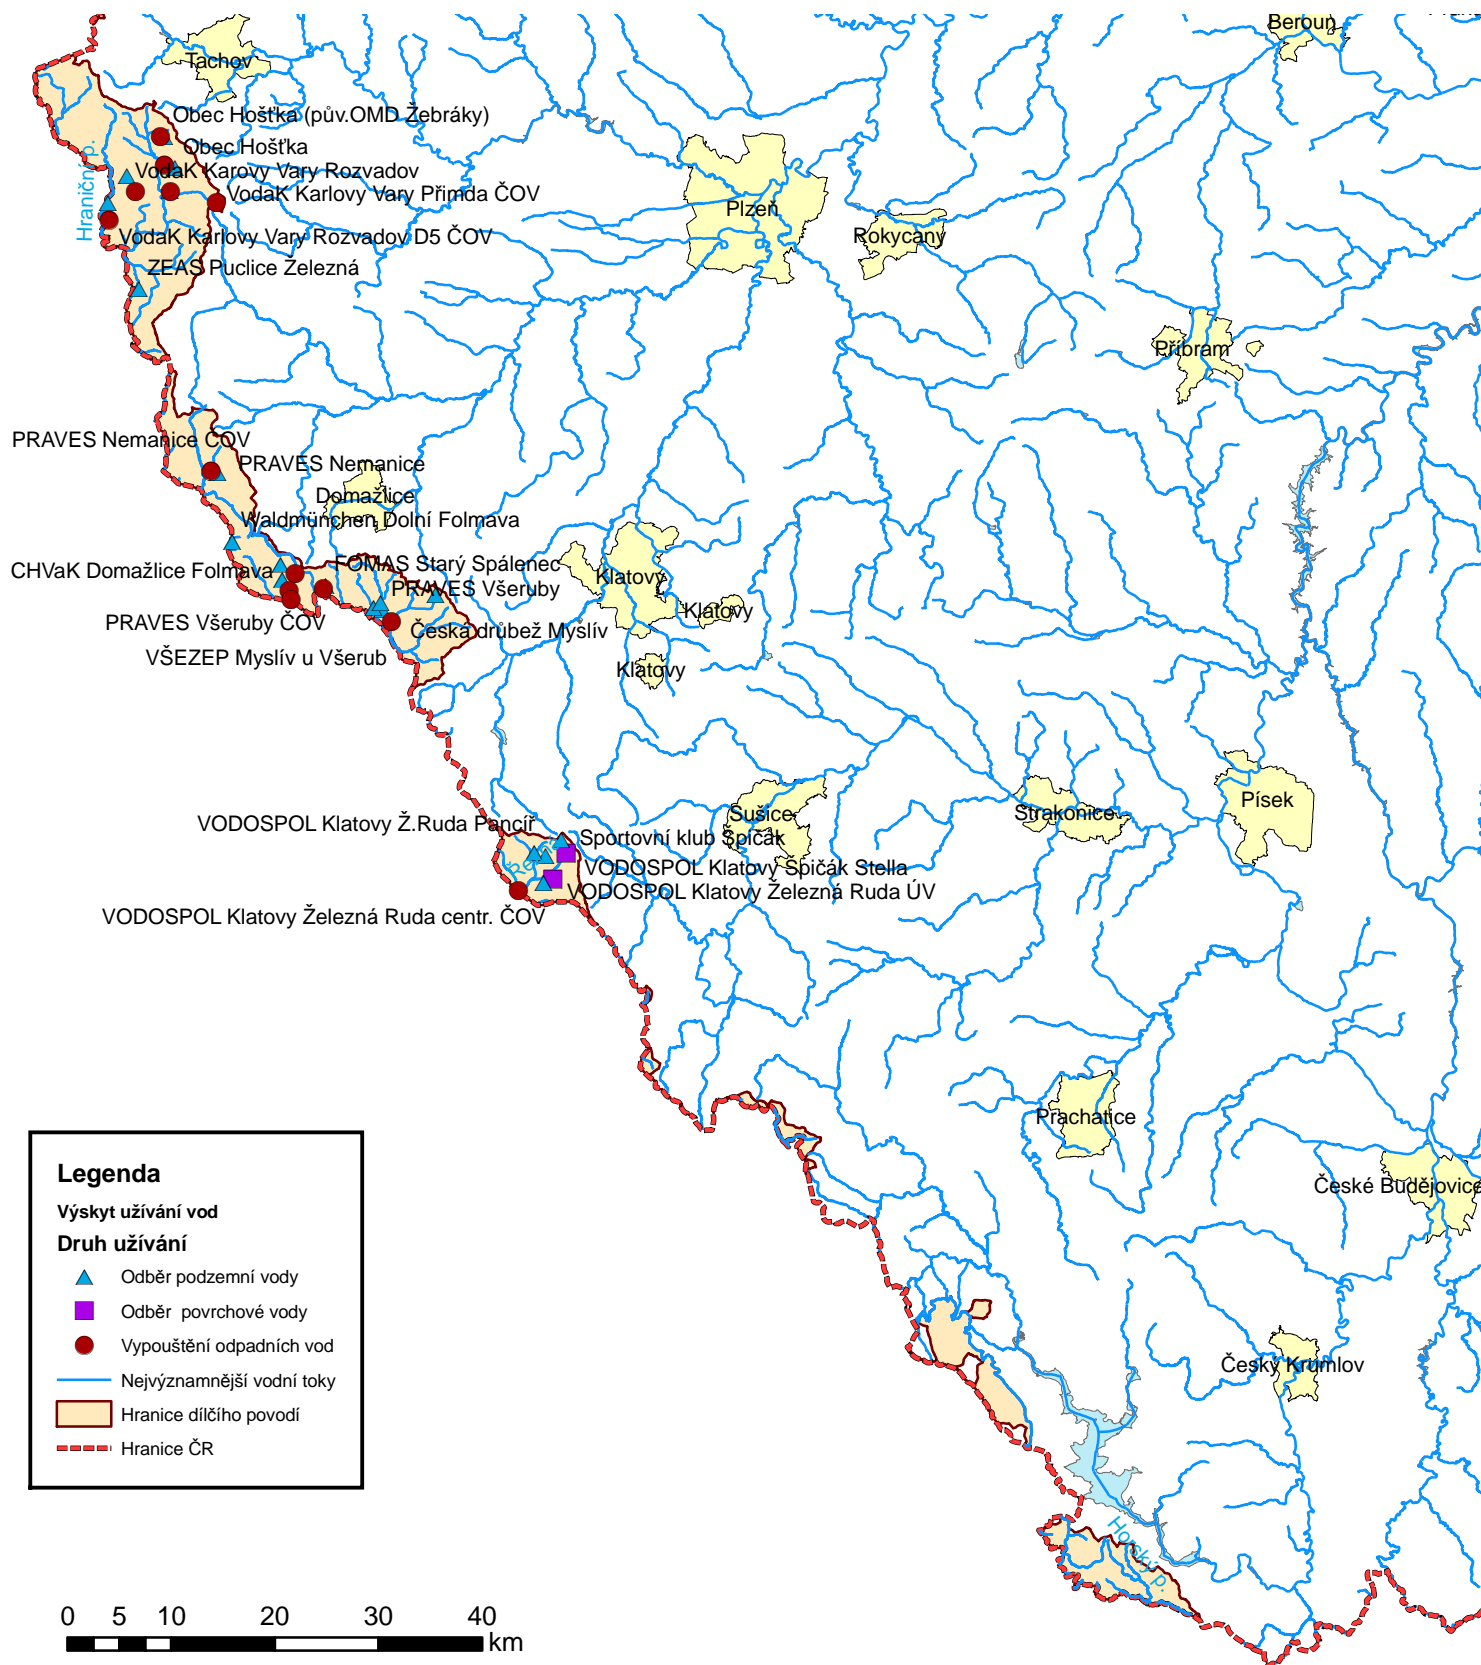 Beroun
Tachov
Obec Hošťka (pův.OMD Žebráky)
Obec Hošťka
VodaK Karovy Vary Rozvadov
VodaK Karlovy Vary Přimda ČOV
Hraniční p.
VodaK Karlovy Vary Rozvadov D5 ČOV
ZEAS Puclice Železná
Plzeň
Rokycany
Příbram
PRAVES Nemanice ČOV
PRAVES Nemanice
Domažlice
Waldmünchen Dolní Folmava
FOMAS Starý Spálenec
CHVaK Domažlice Folmava
PRAVES Všeruby
Klatovy
Klatovy
PRAVES Všeruby ČOV
Česká drůbež Myslív
VŠEZEP Myslív u Všerub
Klatovy
Sušice
Strakonice
Písek
VODOSPOL Klatovy Ž.Ruda Pancíř
Sportovní klub Špičák
VODOSPOL Klatovy Špičák Stella
VODOSPOL Klatovy Železná Ruda ÚV
VODOSPOL Klatovy Železná Ruda centr. ČOV
Prachatice
České Budějovice
Český Krumlov
Horský p.
Legenda
Výskyt užívání vod
Druh užívání
Odběr podzemní vody
Odběr povrchové vody
Vypouštění odpadních vod
Nejvýznamnější vodní toky
Hranice dílčího povodí
Hranice ČR
0 5 10 20 30 40
km